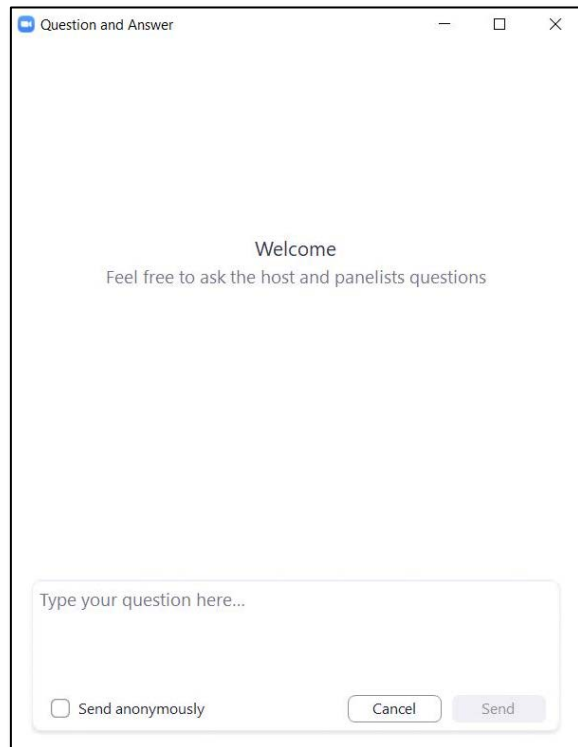 Question and Answer
Welcome
Feel free to ask the host and panelists questions
Type your question here...
Send anonymously
Cancel
Send